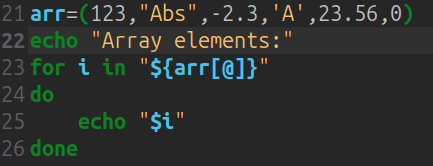 21 arr=(123,"Abs",-2.3,'A',23.56,0)
22 echo "Array elements:"
23 for i in "${arr[@]}"
24 do
25     echo "$i"
26 done